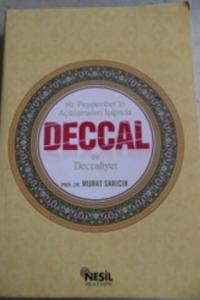 Hz. Peygamber'in
Açıklamaları Işığında
DECCAL
ve
Deccaliyet
PROF. DR. MURAT SARICIK
NESİL